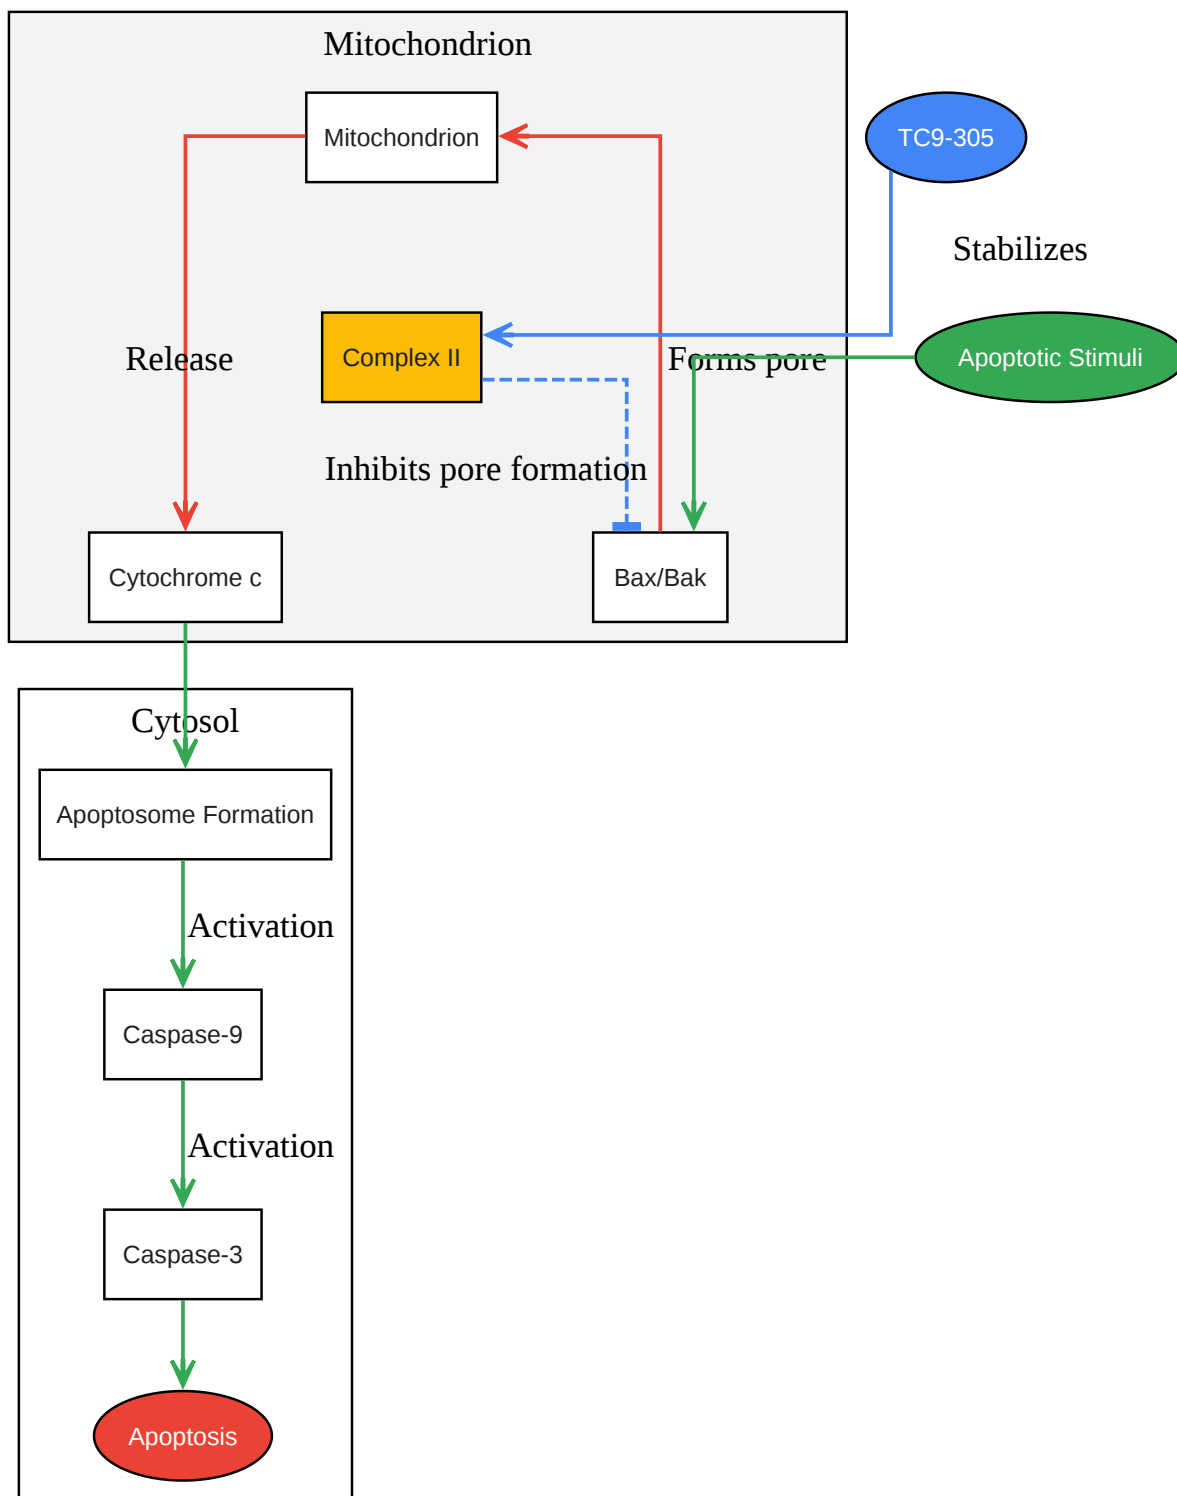 Mitochondrion
Mitochondrion
TC9-305
Stabilizes
Release
Complex II
Forms pore
Apoptotic Stimuli
Inhibits pore formation
Cytochrome c
Bax/Bak
Cytosol
Apoptosome Formation
Activation
Caspase-9
Activation
Caspase-3
Apoptosis